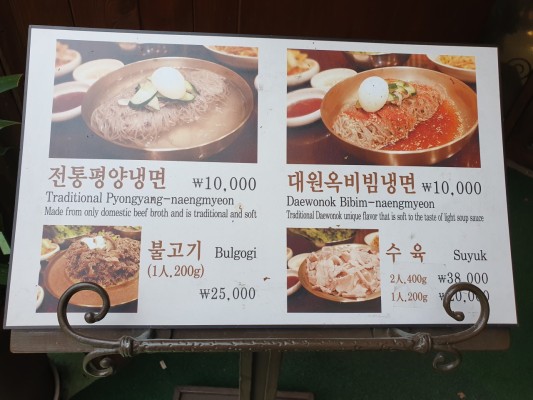 전통평양냉면 ₩10,000
Traditional Pyongyang-naengmyeon
Made from only domestic beef broth and is traditional and soft
대원옥비빔냉면 ₩10,000
Daewonok Bibim-naengmyeon
Traditional Daewonok unique flavor that is soft to the taste of light soup sauce
불고기 Bulgogi
(1人, 200g)
₩25,000
수육 Suyuk
2人, 400g ₩38,000
1人, 200g ₩20,000